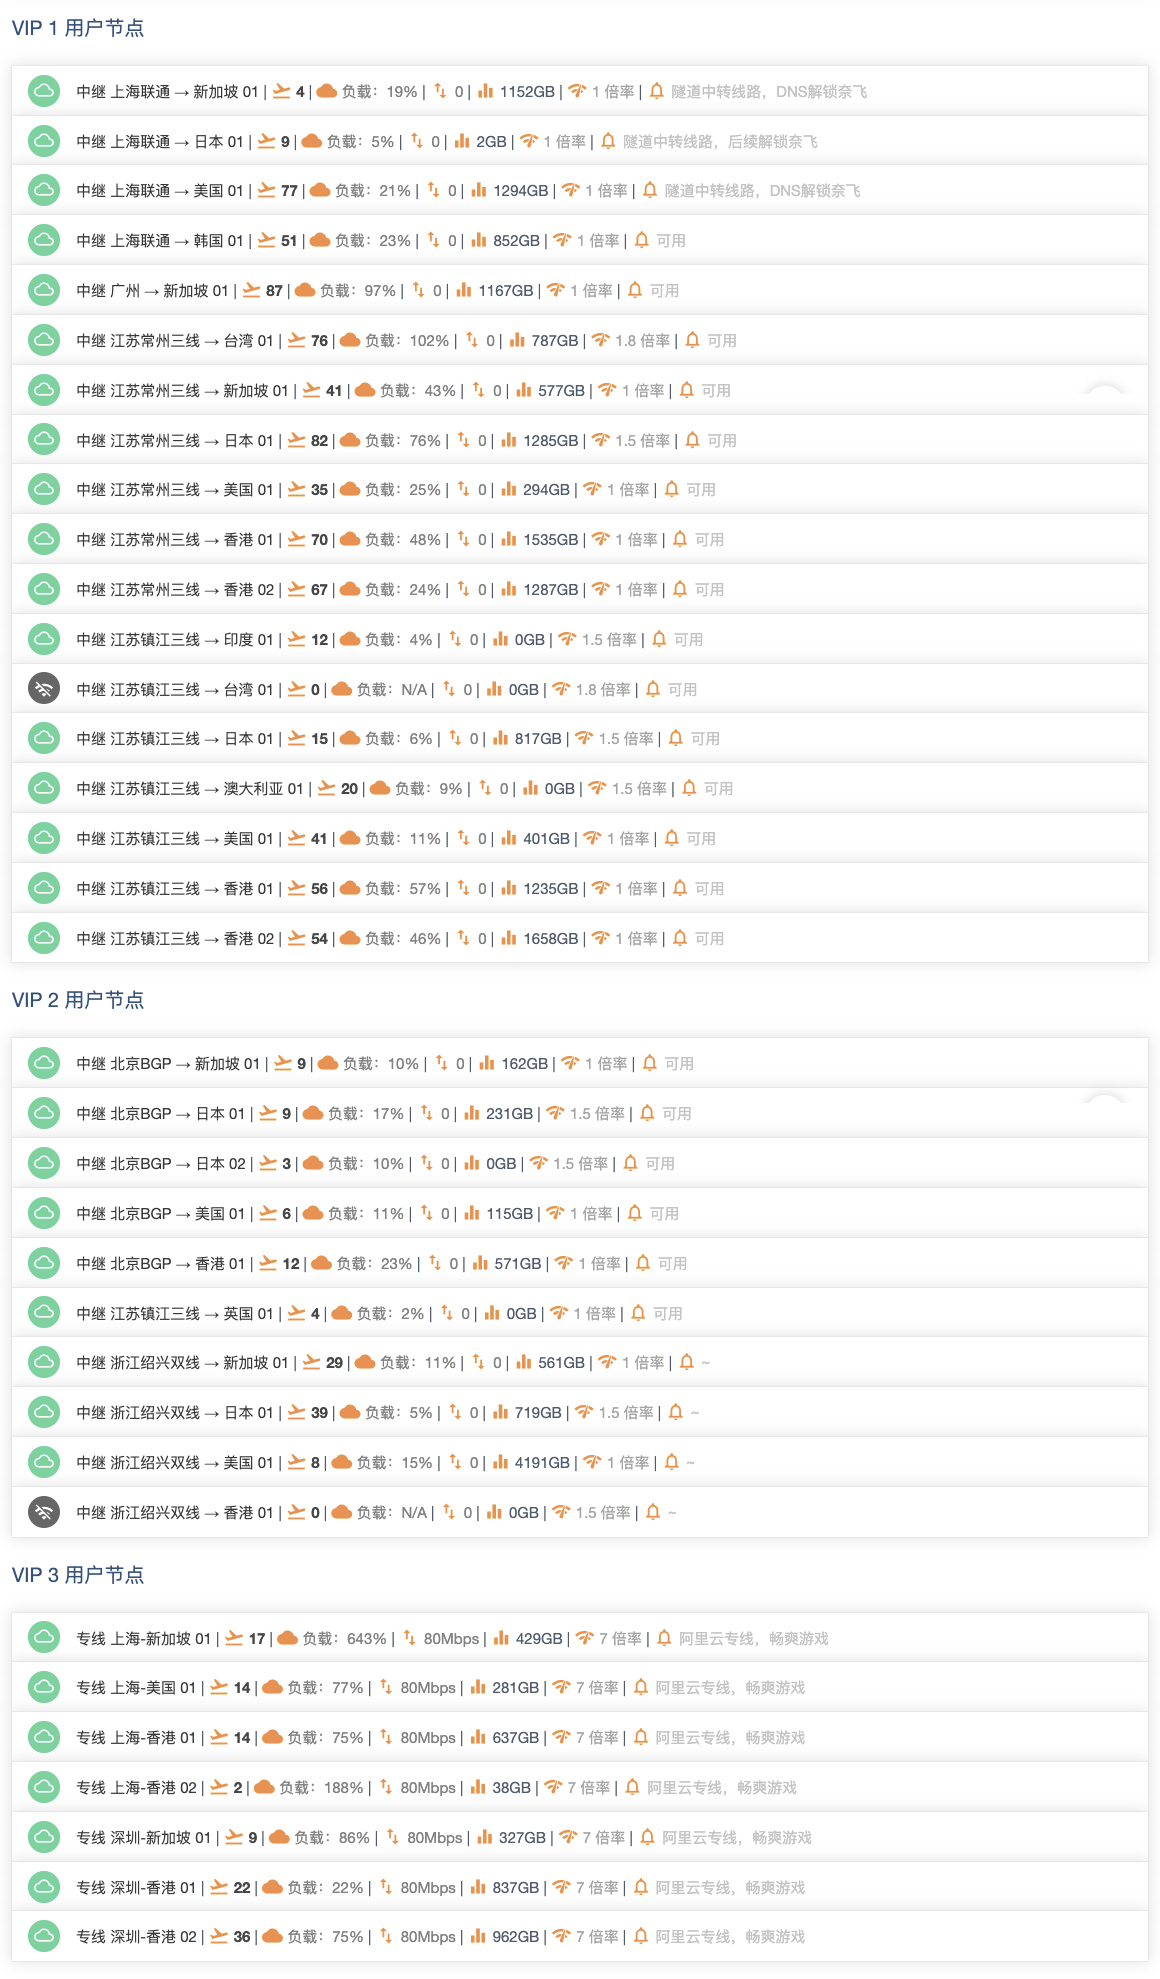 VIP 1 用户节点
中继 上海联通 → 新加坡 01 | 4 | 负载：19% | 0 | 1152GB | 1 倍率 | 隧道中转线路，DNS解锁奈飞
中继 上海联通 → 日本 01 | 9 | 负载：5% | 0 | 2GB | 1 倍率 | 隧道中转线路，后续解锁奈飞
中继 上海联通 → 美国 01 | 77 | 负载：21% | 0 | 1294GB | 1 倍率 | 隧道中转线路，DNS解锁奈飞
中继 上海联通 → 韩国 01 | 51 | 负载：23% | 0 | 852GB | 1 倍率 | 可用
中继 广州 → 新加坡 01 | 87 | 负载：97% | 0 | 1167GB | 1 倍率 | 可用
中继 江苏常州三线 → 台湾 01 | 76 | 负载：102% | 0 | 787GB | 1.8 倍率 | 可用
中继 江苏常州三线 → 新加坡 01 | 41 | 负载：43% | 0 | 577GB | 1 倍率 | 可用
中继 江苏常州三线 → 日本 01 | 82 | 负载：76% | 0 | 1285GB | 1.5 倍率 | 可用
中继 江苏常州三线 → 美国 01 | 35 | 负载：25% | 0 | 294GB | 1 倍率 | 可用
中继 江苏常州三线 → 香港 01 | 70 | 负载：48% | 0 | 1535GB | 1 倍率 | 可用
中继 江苏常州三线 → 香港 02 | 67 | 负载：24% | 0 | 1287GB | 1 倍率 | 可用
中继 江苏镇江三线 → 印度 01 | 12 | 负载：4% | 0 | 0GB | 1.5 倍率 | 可用
中继 江苏镇江三线 → 台湾 01 | 0 | 负载：N/A | 0 | 0GB | 1.8 倍率 | 可用
中继 江苏镇江三线 → 日本 01 | 15 | 负载：6% | 0 | 817GB | 1.5 倍率 | 可用
中继 江苏镇江三线 → 澳大利亚 01 | 20 | 负载：9% | 0 | 0GB | 1.5 倍率 | 可用
中继 江苏镇江三线 → 美国 01 | 41 | 负载：11% | 0 | 401GB | 1 倍率 | 可用
中继 江苏镇江三线 → 香港 01 | 56 | 负载：57% | 0 | 1235GB | 1 倍率 | 可用
中继 江苏镇江三线 → 香港 02 | 54 | 负载：46% | 0 | 1658GB | 1 倍率 | 可用
VIP 2 用户节点
中继 北京BGP → 新加坡 01 | 9 | 负载：10% | 0 | 162GB | 1 倍率 | 可用
中继 北京BGP → 日本 01 | 9 | 负载：17% | 0 | 231GB | 1.5 倍率 | 可用
中继 北京BGP → 日本 02 | 3 | 负载：10% | 0 | 0GB | 1.5 倍率 | 可用
中继 北京BGP → 美国 01 | 6 | 负载：11% | 0 | 115GB | 1 倍率 | 可用
中继 北京BGP → 香港 01 | 12 | 负载：23% | 0 | 571GB | 1 倍率 | 可用
中继 江苏镇江三线 → 英国 01 | 4 | 负载：2% | 0 | 0GB | 1 倍率 | 可用
中继 浙江绍兴双线 → 新加坡 01 | 29 | 负载：11% | 0 | 561GB | 1 倍率 | ~
中继 浙江绍兴双线 → 日本 01 | 39 | 负载：5% | 0 | 719GB | 1.5 倍率 | ~
中继 浙江绍兴双线 → 美国 01 | 8 | 负载：15% | 0 | 4191GB | 1 倍率 | ~
中继 浙江绍兴双线 → 香港 01 | 0 | 负载：N/A | 0 | 0GB | 1.5 倍率 | ~
VIP 3 用户节点
专线 上海-新加坡 01 | 17 | 负载：643% | 80Mbps | 429GB | 7 倍率 | 阿里云专线，畅爽游戏
专线 上海-美国 01 | 14 | 负载：77% | 80Mbps | 281GB | 7 倍率 | 阿里云专线，畅爽游戏
专线 上海-香港 01 | 14 | 负载：75% | 80Mbps | 637GB | 7 倍率 | 阿里云专线，畅爽游戏
专线 上海-香港 02 | 2 | 负载：188% | 80Mbps | 38GB | 7 倍率 | 阿里云专线，畅爽游戏
专线 深圳-新加坡 01 | 9 | 负载：86% | 80Mbps | 327GB | 7 倍率 | 阿里云专线，畅爽游戏
专线 深圳-香港 01 | 22 | 负载：22% | 80Mbps | 837GB | 7 倍率 | 阿里云专线，畅爽游戏
专线 深圳-香港 02 | 36 | 负载：75% | 80Mbps | 962GB | 7 倍率 | 阿里云专线，畅爽游戏